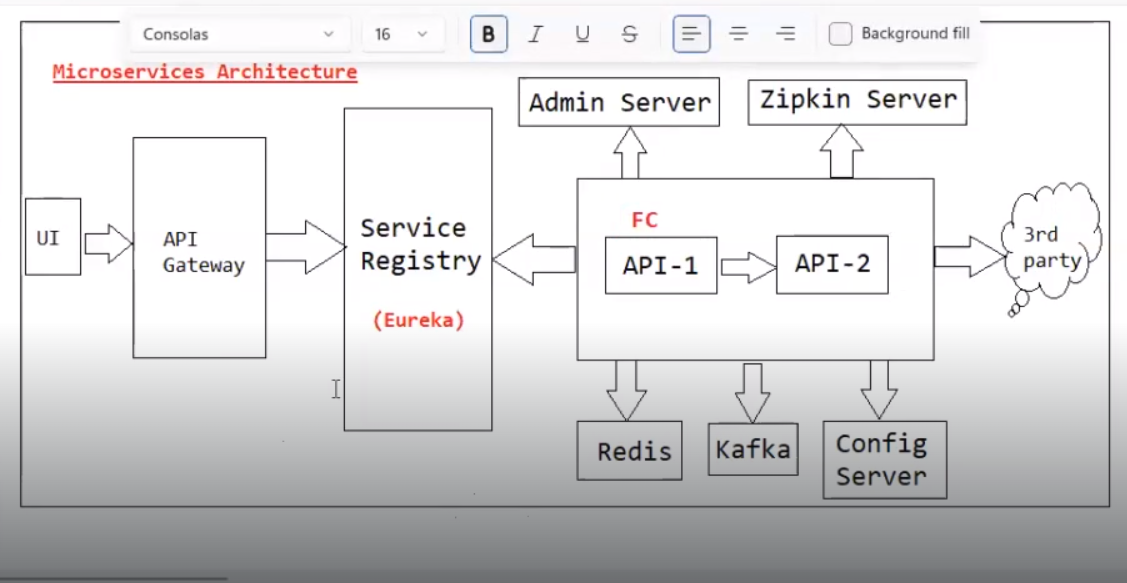 Consolas
16
B
I
U
S
Background fill
Microservices Architecture
Admin Server
Zipkin Server
UI
API
Gateway
Service
Registry
(Eureka)
FC
API-1
API-2
3rd
party
Redis
Kafka
Config
Server